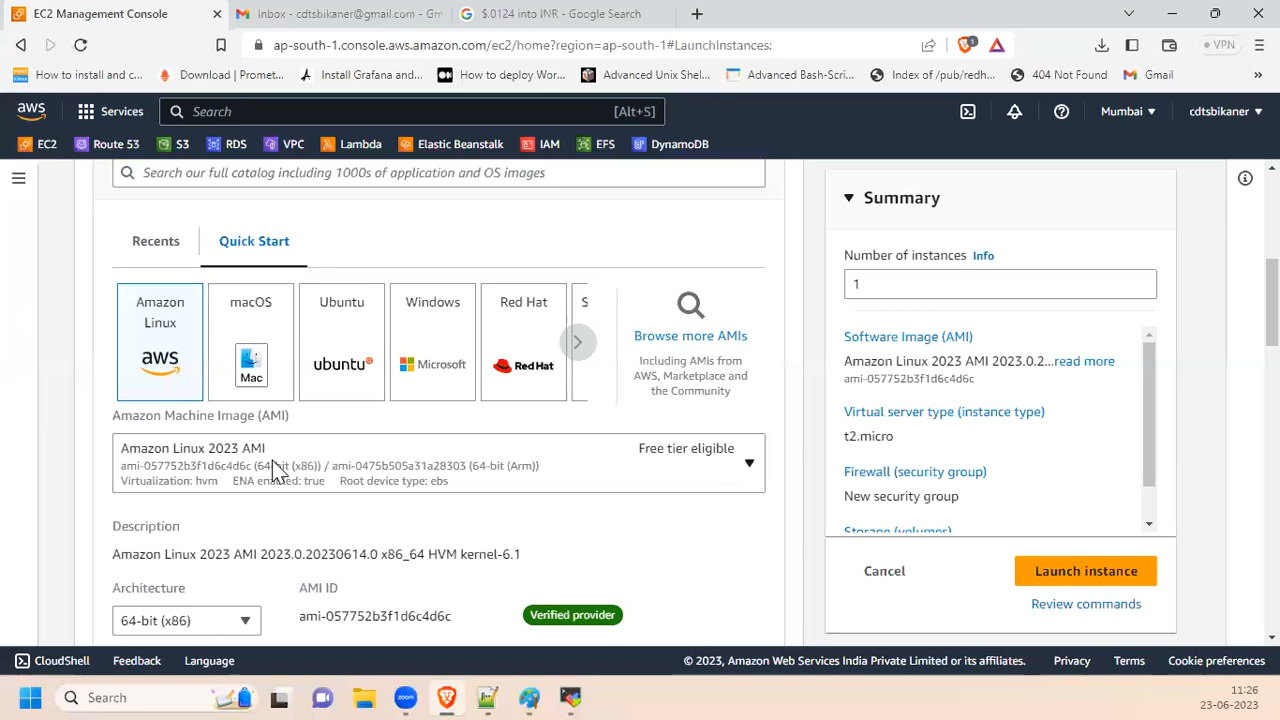 EC2 Management Console
Inbox - cdtsbikaner@gmail.com - Gm
$.0124 into INR - Google Search
ap-south-1.console.aws.amazon.com/ec2/home?region=ap-south-1#LaunchInstances:
VPN
How to install and c...
Download | Promet...
Install Grafana and...
How to deploy Wor...
Advanced Unix Shel...
Advanced Bash-Scri...
Index of /pub/redh...
404 Not Found
Gmail
aws
Services
Search
[Alt+S]
Mumbai
cdtsbikaner
EC2
Route 53
S3
RDS
VPC
Lambda
Elastic Beanstalk
IAM
EFS
DynamoDB
Search our full catalog including 1000s of application and OS images
Recents
Quick Start
Amazon Linux
aws
macOS
Mac
Ubuntu
ubuntu
Windows
Microsoft
Red Hat
Red Hat
S
Browse more AMIs
Including AMIs from
AWS, Marketplace and
the Community
Amazon Machine Image (AMI)
Amazon Linux 2023 AMI
Free tier eligible
ami-057752b3f1d6c4d6c (64-bit (x86)) / ami-0475b505a31a28303 (64-bit (Arm))
Virtualization: hvm
ENA enabled: true
Root device type: ebs
Description
Amazon Linux 2023 AMI 2023.0.20230614.0 x86_64 HVM kernel-6.1
Architecture
AMI ID
64-bit (x86)
ami-057752b3f1d6c4d6c
Verified provider
Summary
Number of instances
Info
1
Software Image (AMI)
Amazon Linux 2023 AMI 2023.0.2...read more
ami-057752b3f1d6c4d6c
Virtual server type (instance type)
t2.micro
Firewall (security group)
New security group
Storage (volumes)
Cancel
Launch instance
Review commands
CloudShell
Feedback
Language
© 2023, Amazon Web Services India Private Limited or its affiliates.
Privacy
Terms
Cookie preferences
Search
zoom
11:26
23-06-2023